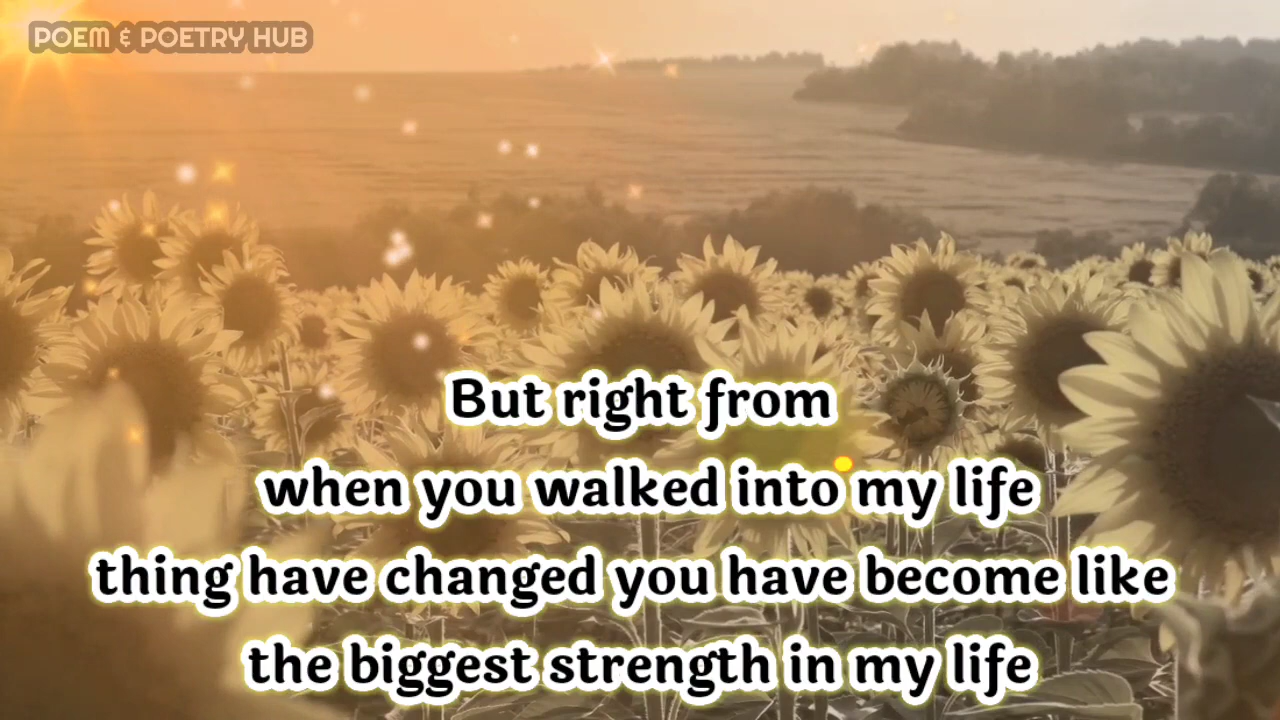 POEM & POETRY HUB
But right from
when you walked into my life
thing have changed you have become like
the biggest strength in my life